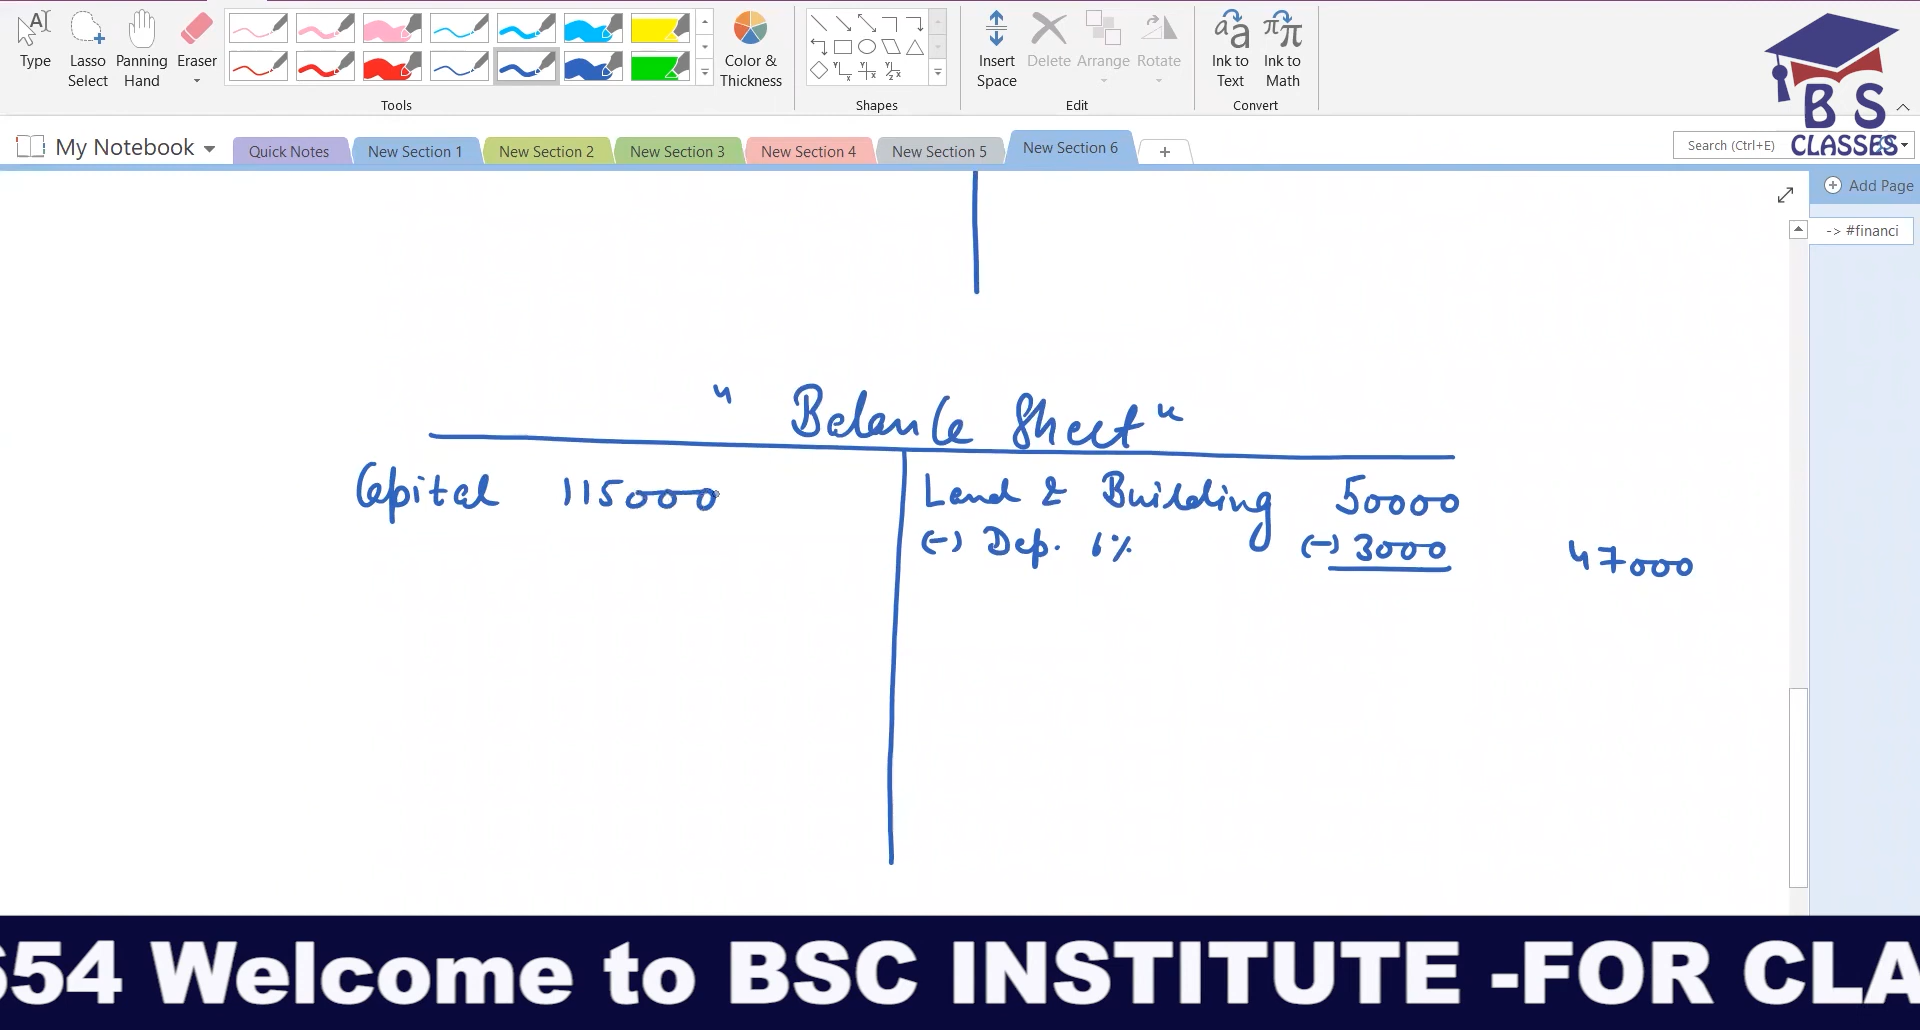 Type
Lasso Select
Panning Hand
Eraser
Color & Thickness
Insert Space
Delete
Arrange
Rotate
Ink to Text
Ink to Math
Tools
Shapes
Edit
Convert
B S
CLASSES
My Notebook
Quick Notes
New Section 1
New Section 2
New Section 3
New Section 4
New Section 5
New Section 6
Search (Ctrl+E)
Add Page
-> #financi
" Balance Sheet "
Capital 115000
Land & Building 50000
(-) Dep. 6% (-) 3000 47000
654 Welcome to BSC INSTITUTE -FOR CLA